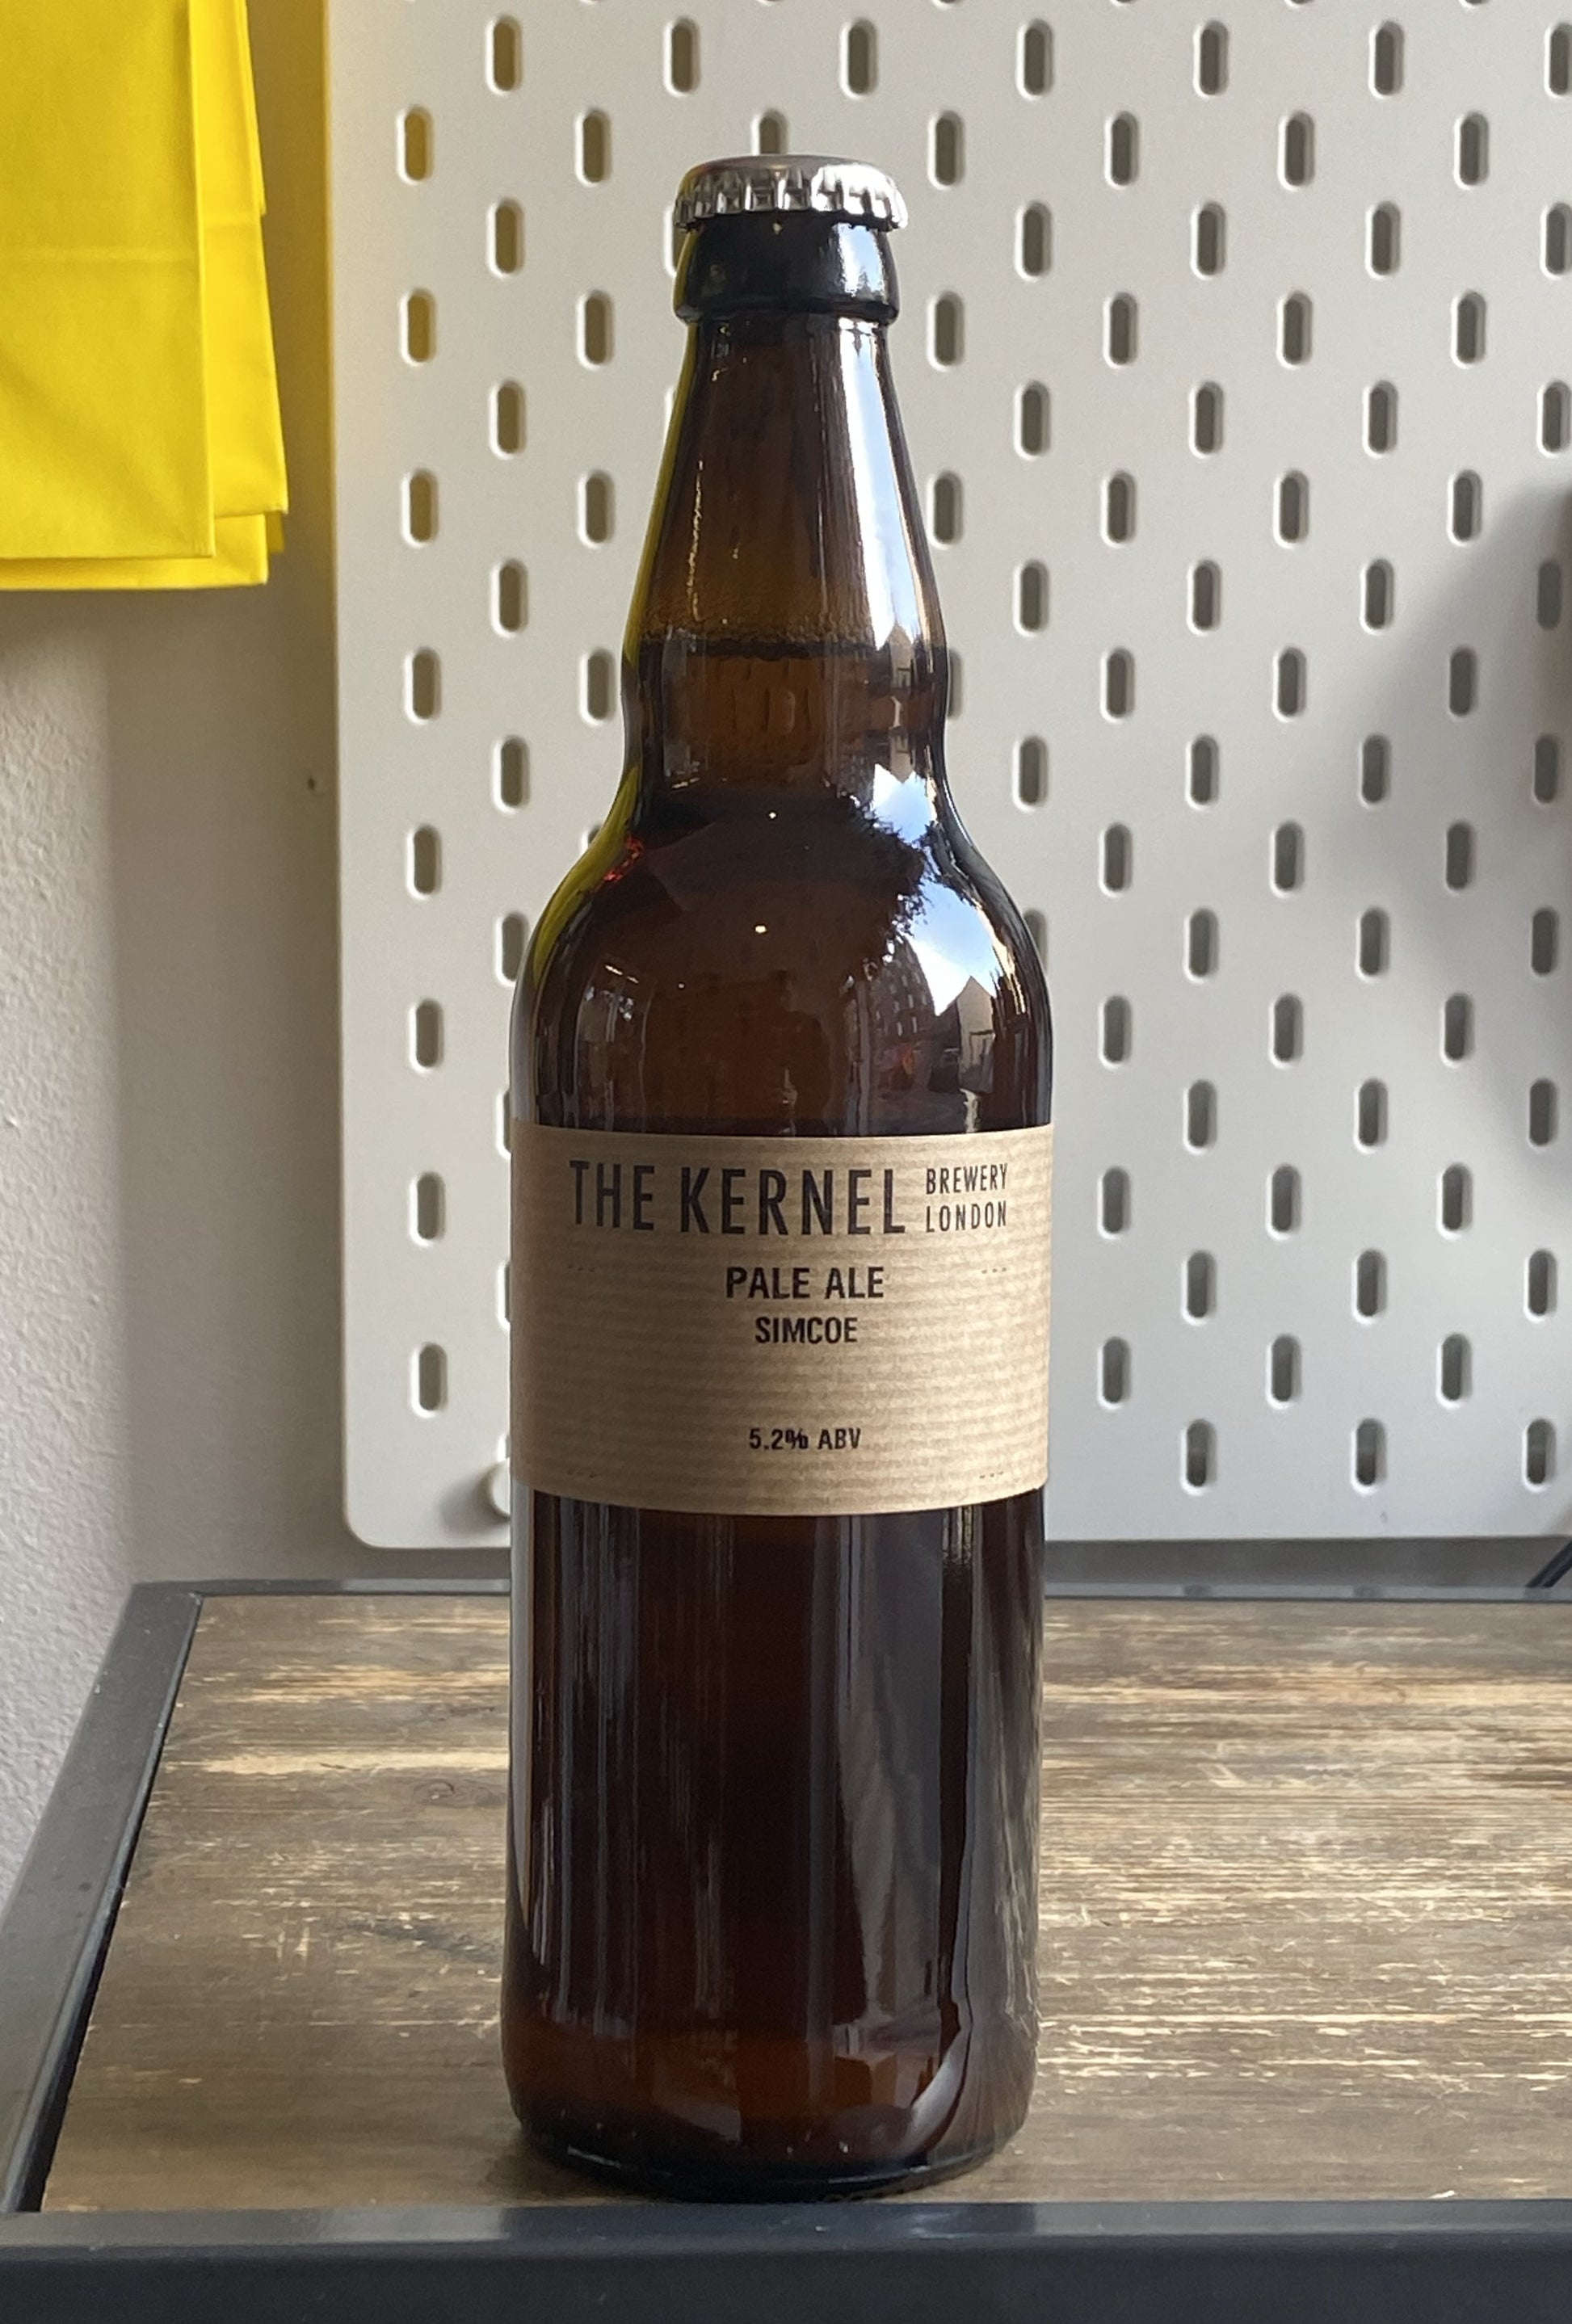 THE KERNEL BREWERY LONDON
PALE ALE
SIMCOE
5.2% ABV